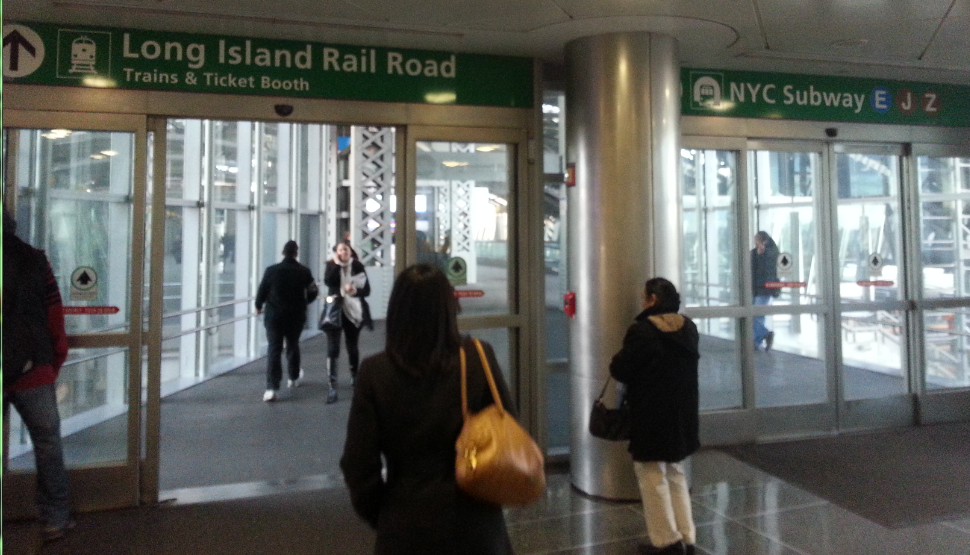 Long Island Rail Road
Trains & Ticket Booth
NYC Subway E J Z